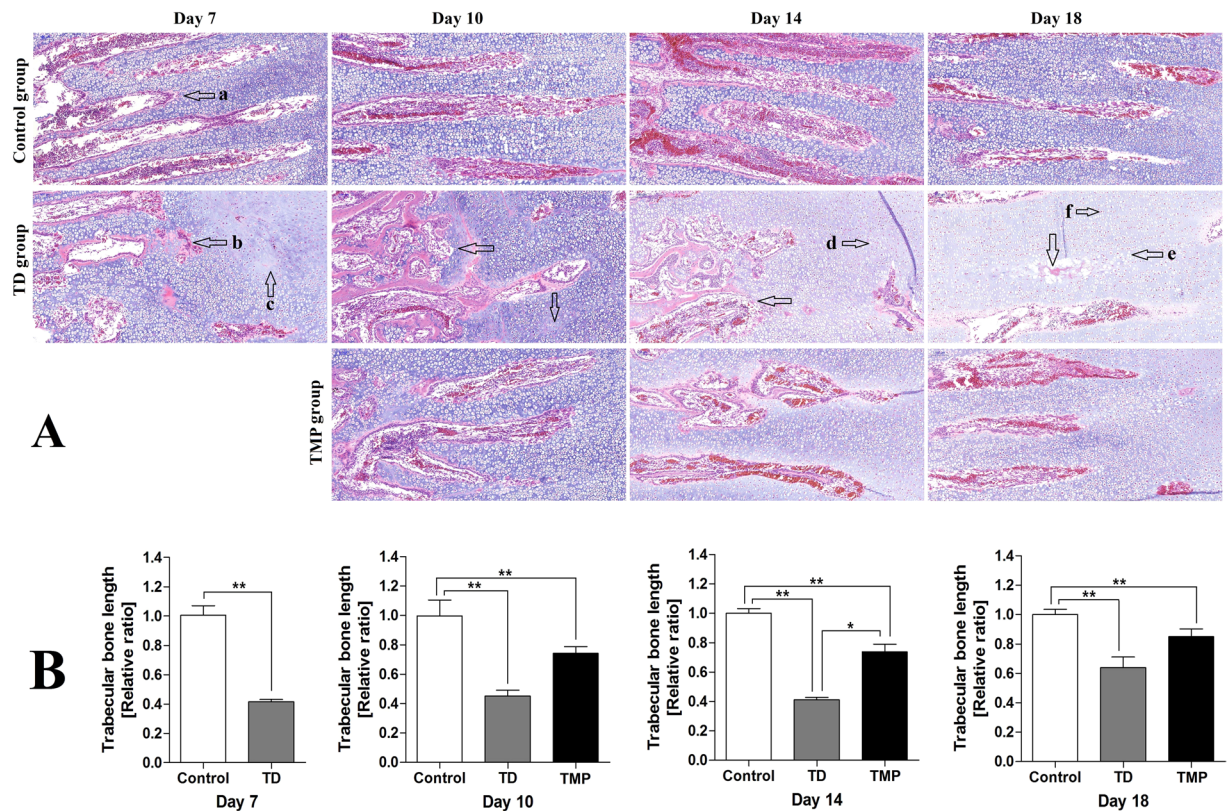 Day 7 Day 10 Day 14 Day 18
Control group
a
TD group
b
c
d
f
e
A
TMP group
B
Trabecular bone length
[Relative ratio]
1.4
1.2
1.0
0.8
0.6
0.4
0.2
0.0
**
Control TD
Day 7
Trabecular bone length
[Relative ratio]
1.4
1.2
1.0
0.8
0.6
0.4
0.2
0.0
**
**
Control TD TMP
Day 10
Trabecular bone length
[Relative ratio]
1.4
1.2
1.0
0.8
0.6
0.4
0.2
0.0
**
**
*
Control TD TMP
Day 14
Trabecular bone length
[Relative ratio]
1.4
1.2
1.0
0.8
0.6
0.4
0.2
0.0
**
**
Control TD TMP
Day 18